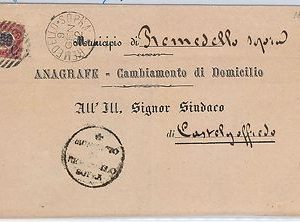 Municipio di Remedello sopra
ANAGRAFE - Cambiamento di Domicilio
All'Ill. Signor Sindaco
di Castelgoffredo